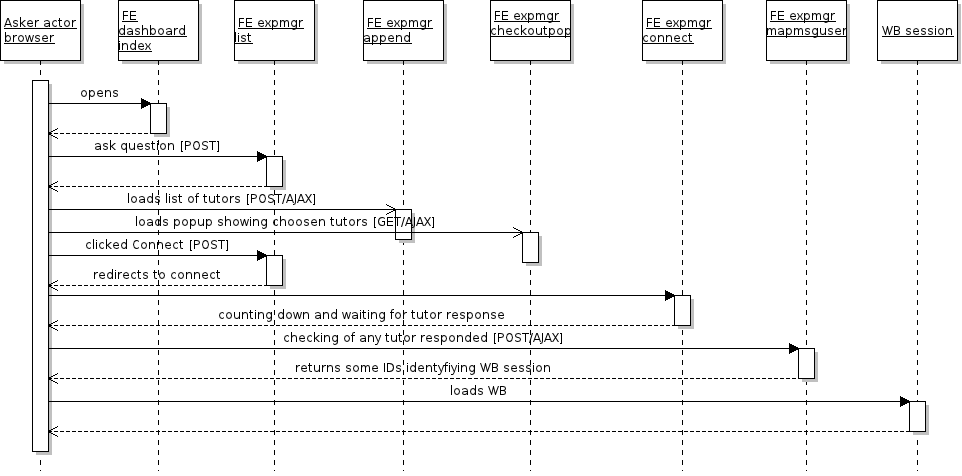 Asker actor
browser
FE
dashboard
index
FE expmgr
list
FE expmgr
append
FE expmgr
checkoutpop
FE expmgr
connect
FE expmgr
mapmsguser
WB session
opens
ask question [POST]
loads list of tutors [POST/AJAX]
loads popup showing choosen tutors [GET/AJAX]
clicked Connect [POST]
redirects to connect
counting down and waiting for tutor response
checking of any tutor responded [POST/AJAX]
returns some IDs identyfiying WB session
loads WB